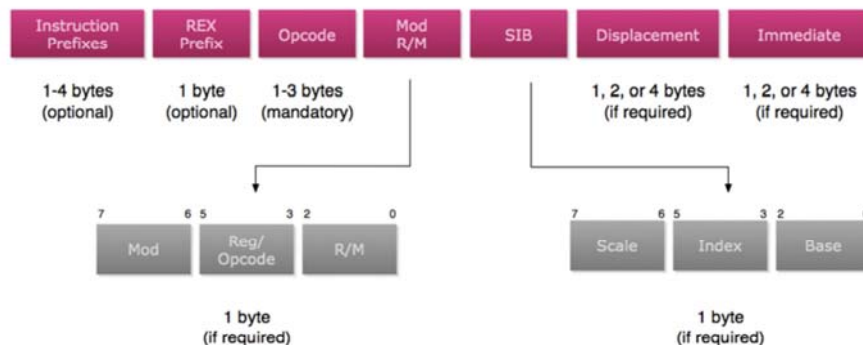 Instruction Prefixes
REX Prefix
Opcode
Mod R/M
SIB
Displacement
Immediate
1-4 bytes
(optional)
1 byte
(optional)
1-3 bytes
(mandatory)
1, 2, or 4 bytes
(if required)
1, 2, or 4 bytes
(if required)
7 6 5 3 2 0
Mod
Reg/
Opcode
R/M
1 byte
(if required)
7 6 5 3 2
Scale
Index
Base
1 byte
(if required)